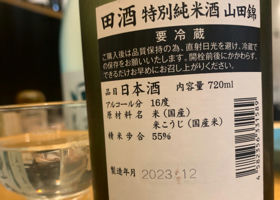 田酒 特別純米酒 山田錦
要冷蔵
ご購入後は品質保持の為、直射日光を避け、冷蔵で
の保存をお願いいたします。開栓前後にかかわらず、
できるだけお早めにお召し上がりください。
品目 日本酒 内容量 720ml
アルコール分 16度
原材料名 米(国産)
米こうじ(国産米)
精米歩合 55%
製造年月 2023.12
4 582356 331589